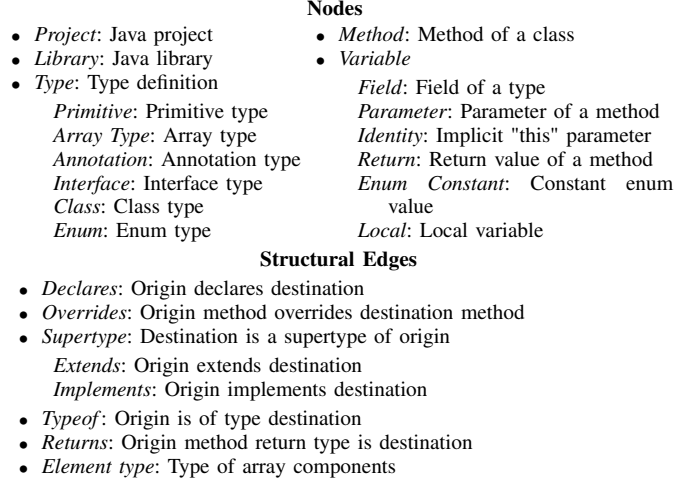 Nodes
• Project: Java project
• Library: Java library
• Type: Type definition
Primitive: Primitive type
Array Type: Array type
Annotation: Annotation type
Interface: Interface type
Class: Class type
Enum: Enum type
• Method: Method of a class
• Variable
Field: Field of a type
Parameter: Parameter of a method
Identity: Implicit "this" parameter
Return: Return value of a method
Enum Constant: Constant enum
value
Local: Local variable
Structural Edges
• Declares: Origin declares destination
• Overrides: Origin method overrides destination method
• Supertype: Destination is a supertype of origin
Extends: Origin extends destination
Implements: Origin implements destination
• Typeof: Origin is of type destination
• Returns: Origin method return type is destination
• Element type: Type of array components